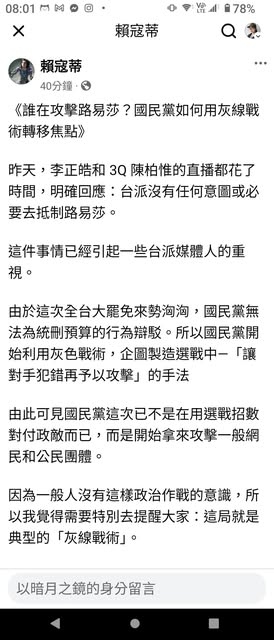 08:01
78%
賴寇蒂
賴寇蒂
40分鐘
《誰在攻擊路易莎？國民黨如何用灰線戰
術轉移焦點》
昨天，李正皓和 3Q 陳柏惟的直播都花了
時間，明確回應：台派沒有任何意圖或必
要去抵制路易莎。
這件事情已經引起一些台派媒體人的重
視。
由於這次全台大罷免來勢洶洶，國民黨無
法為統刪預算的行為辯駁。所以國民黨開
始利用灰色戰術，企圖製造選戰中–「讓
對手犯錯再予以攻擊」的手法
由此可見國民黨這次已不是在用選戰招數
對付政敵而已，而是開始拿來攻擊一般網
民和公民團體。
因為一般人沒有這樣政治作戰的意識，所
以我覺得需要特別去提醒大家：這局就是
典型的「灰線戰術」。
以暗月之鏡的身分留言